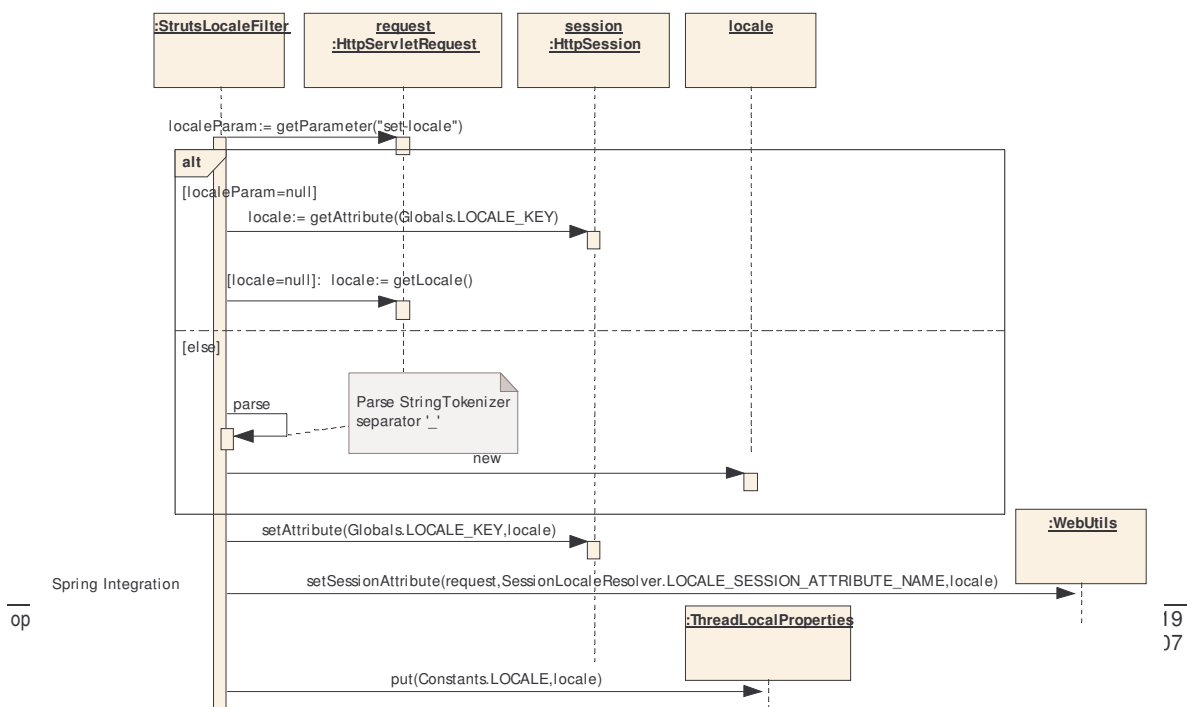 :StrutsLocaleFilter
request
:HttpServletRequest
session
:HttpSession
locale
localeParam:= getParameter("set-locale")
alt
[localeParam=null]
locale:= getAttribute(Globals.LOCALE_KEY)
[locale=null]: locale:= getLocale()
[else]
parse
Parse StringTokenizer
separator '_'
new
setAttribute(Globals.LOCALE_KEY,locale)
:WebUtils
Spring Integration
setSessionAttribute(request,SessionLocaleResolver.LOCALE_SESSION_ATTRIBUTE_NAME,locale)
op
19
07
:ThreadLocalProperties
put(Constants.LOCALE,locale)